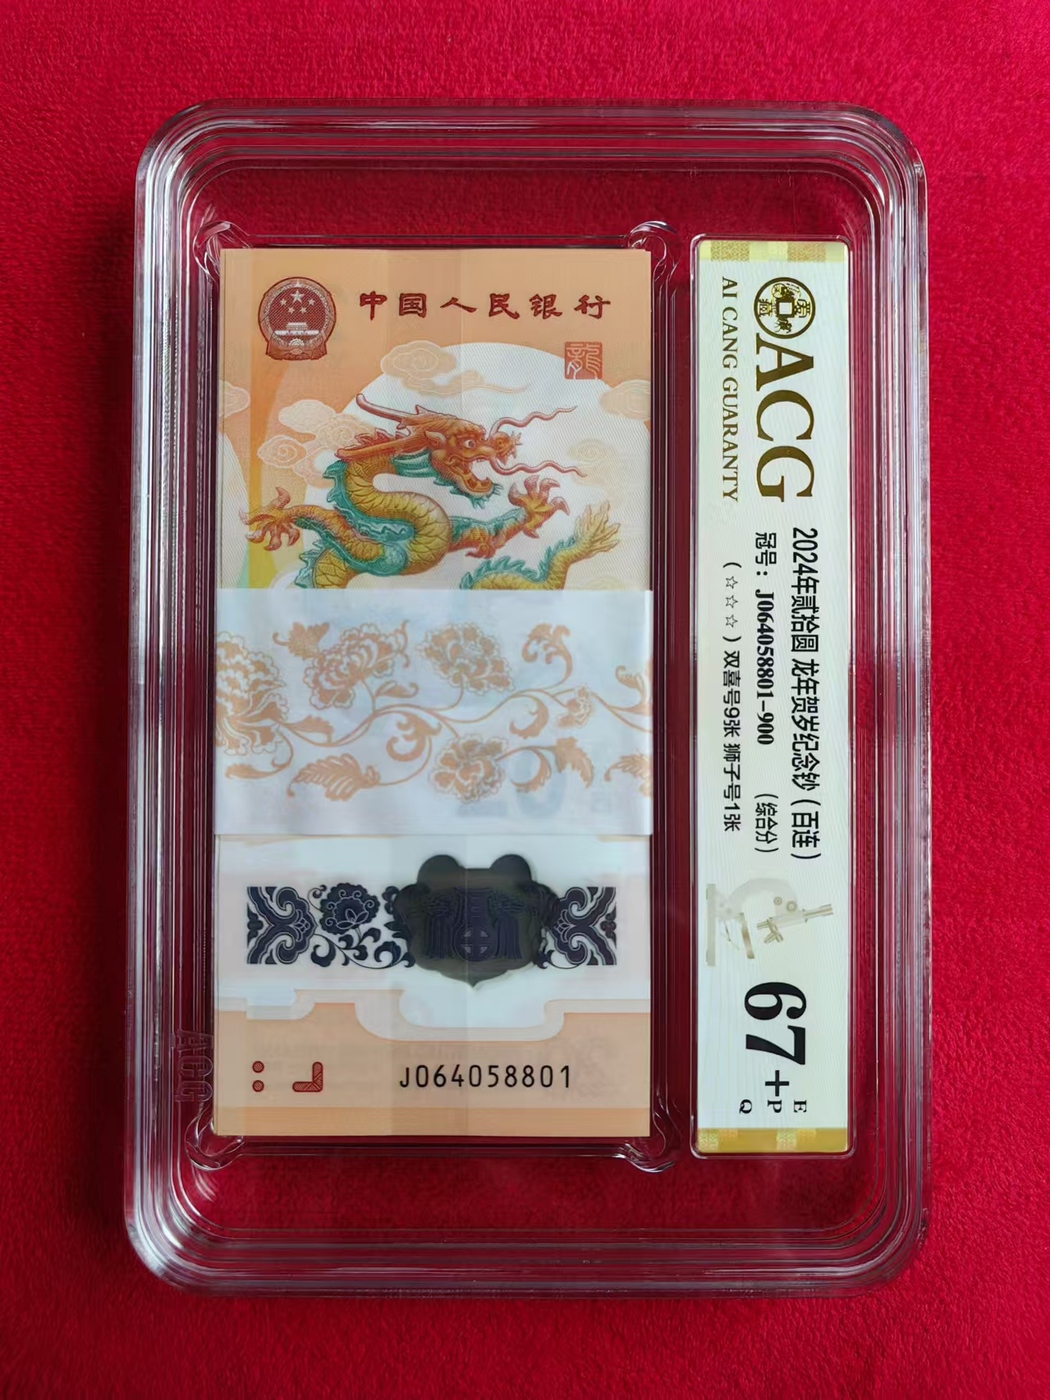 中国人民银行
龍
J064058801
ACG
AI CANG GUARANTY
2024年贰拾圆 龙年贺岁纪念钞（百连）
冠号：J064058801-900 （综合分）
（☆☆☆）双喜号9张 狮子号1张
67+
E
P
Q
ACG